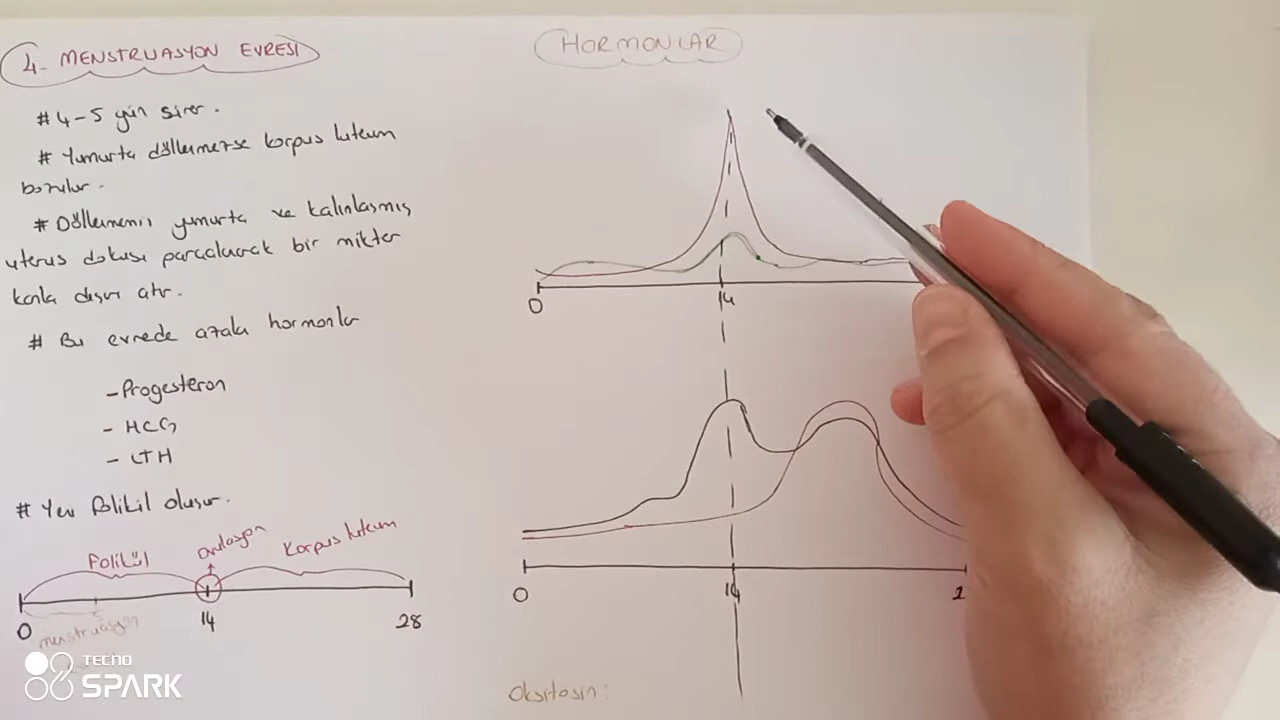 4- MENSTRUASYON EVRESİ
# 4-5 gün sürer.
# Yumurta döllenmezse korpus luteum
bozulur.
# Döllenmemiş yumurta ve kalınlaşmış
uterus dokusu parçalanarak bir miktar
kanla dışarı atılır.
# Bu evrede azalan hormonlar
- Progesteron
- HCG
- LTH
# Yeni folikül oluşur.
Folikül
Ovulasyon
Korpus luteum
0
5
14
28
menstruasyon
TECNO
SPARK
HORMONLAR
0
14
0
14
Oksitosin: